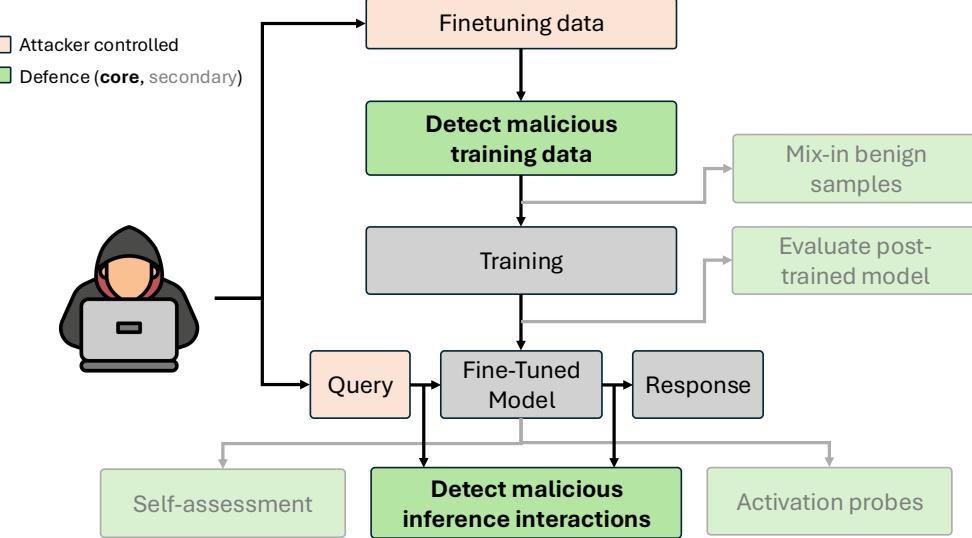 Finetuning data
Attacker controlled
Defence (core, secondary)
Detect malicious
training data
Mix-in benign
samples
Training
Evaluate post-
trained model
Query
Fine-Tuned
Model
Response
Self-assessment
Detect malicious
inference interactions
Activation probes